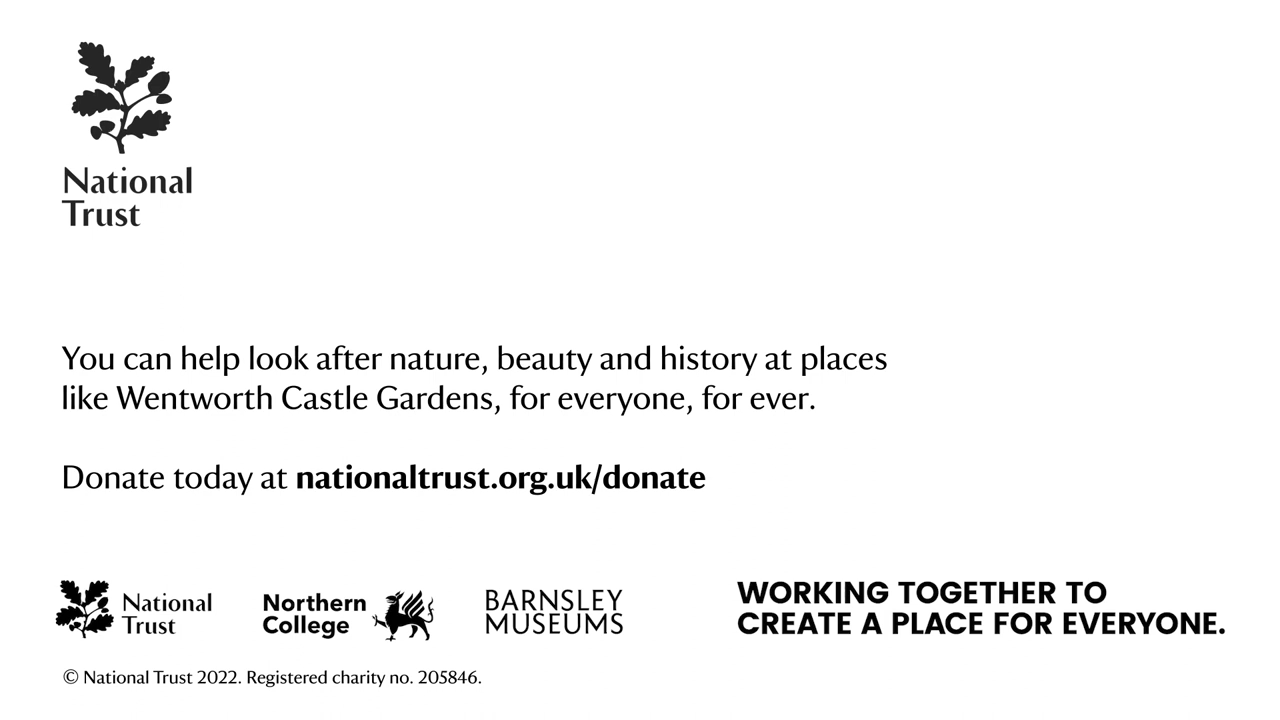 National
Trust
You can help look after nature, beauty and history at places
like Wentworth Castle Gardens, for everyone, for ever.
Donate today at nationaltrust.org.uk/donate
National
Trust
Northern
College
BARNSLEY
MUSEUMS
WORKING TOGETHER TO
CREATE A PLACE FOR EVERYONE.
© National Trust 2022. Registered charity no. 205846.